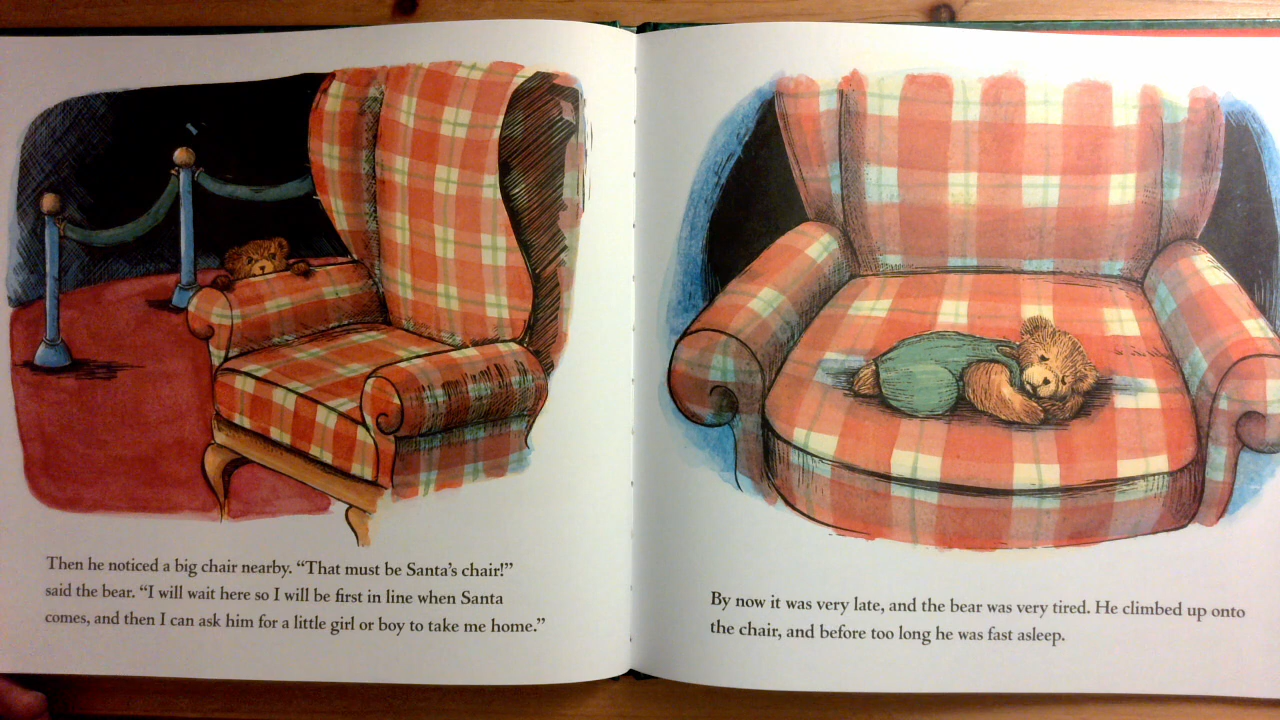 Then he noticed a big chair nearby. “That must be Santa’s chair!”
said the bear. “I will wait here so I will be first in line when Santa
comes, and then I can ask him for a little girl or boy to take me home.”
By now it was very late, and the bear was very tired. He climbed up onto
the chair, and before too long he was fast asleep.